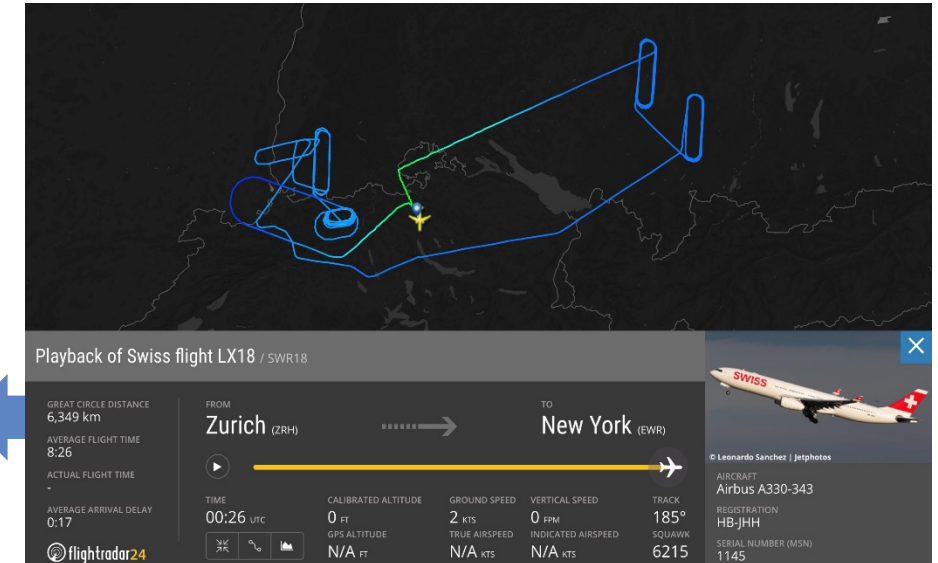 Playback of Swiss flight LX18 / SWR18
GREAT CIRCLE DISTANCE
6,349 km
AVERAGE FLIGHT TIME
8:26
ACTUAL FLIGHT TIME
-
AVERAGE ARRIVAL DELAY
0:17
flightradar24
FROM
Zurich (ZRH)
TO
New York (EWR)
TIME
00:26 UTC
CALIBRATED ALTITUDE
0 FT
GPS ALTITUDE
N/A FT
GROUND SPEED
2 KTS
TRUE AIRSPEED
N/A KTS
VERTICAL SPEED
0 FPM
INDICATED AIRSPEED
N/A KTS
TRACK
185°
SQUAWK
6215
SWISS
© Leonardo Sanchez | Jetphotos
AIRCRAFT
Airbus A330-343
REGISTRATION
HB-JHH
SERIAL NUMBER (MSN)
1145